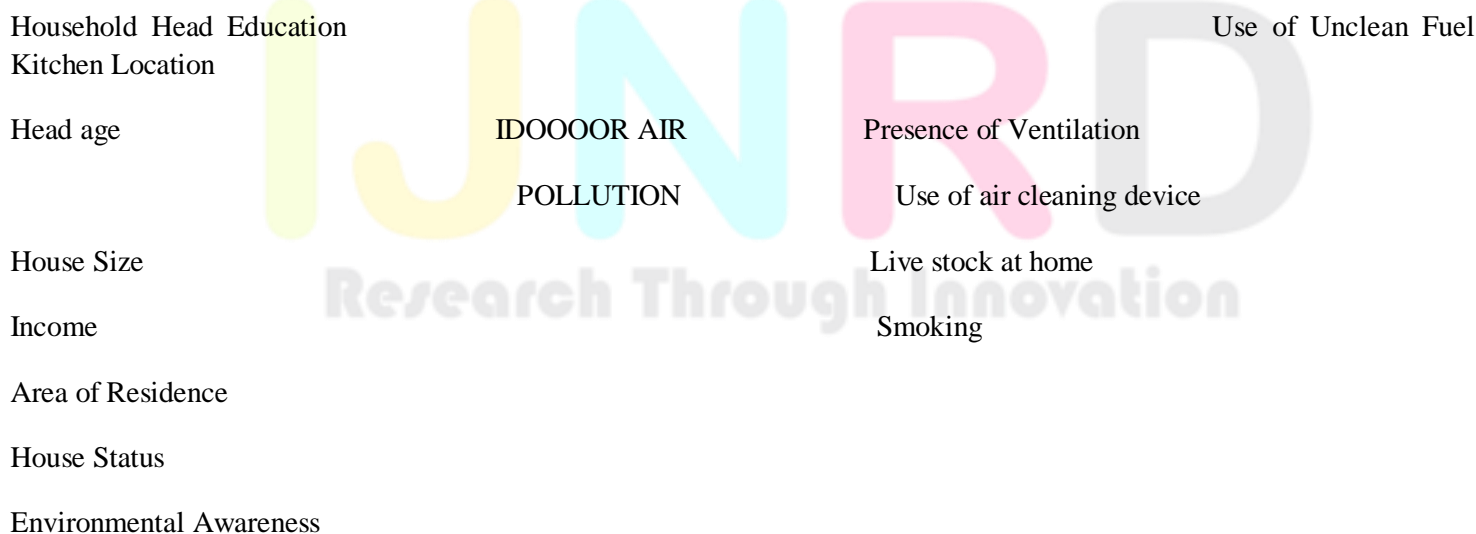 Household Head Education Use of Unclean Fuel
Kitchen Location
Head age IDOOOOR AIR Presence of Ventilation
POLLUTION Use of air cleaning device
House Size Live stock at home
IJNRD
Research Through Innovation
Income Smoking
Area of Residence
House Status
Environmental Awareness